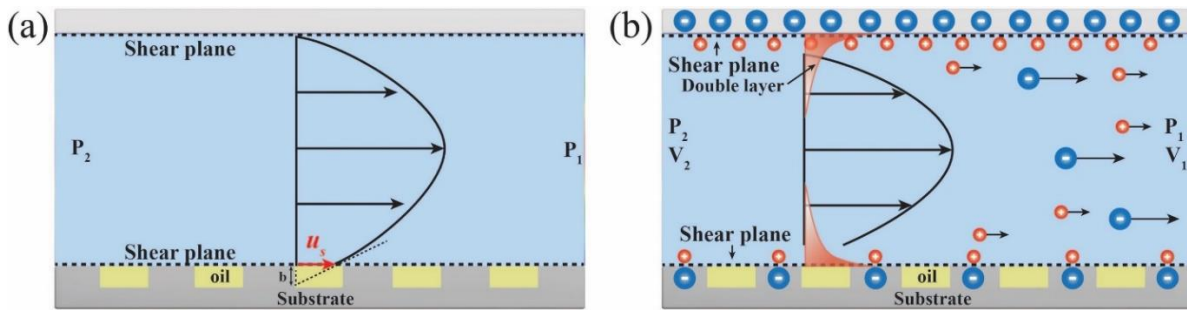 (a)
Shear plane
P2
P1
Shear plane
us
b
oil
Substrate
(b)
Shear plane
Double layer
P2
V2
P1
V1
Shear plane
oil
Substrate